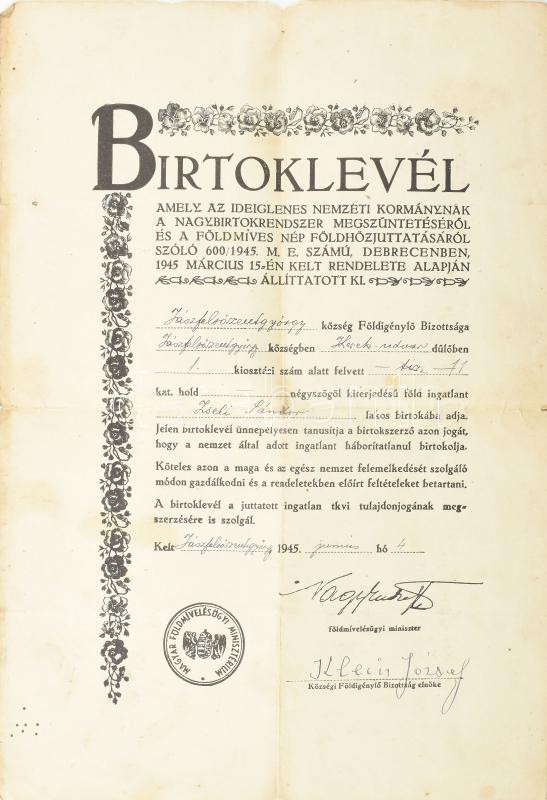 BIRTOKLEVÉL
AMELY AZ IDEIGLENES NEMZETI KORMÁNYNAK
A NAGYBIRTOKRENDSZER MEGSZÜNTETÉSÉRŐL
ÉS A FÖLDMÍVES NÉP FÖLDHÖZJUTTATÁSÁRÓL
SZÓLÓ 600/1945. M. E. SZÁMÚ, DEBRECENBEN,
1945 MÁRCIUS 15-ÉN KELT RENDELETE ALAPJÁN
ÁLLÍTTATOTT KI.
Jászfelsőszentgyörgy község Földigénylő Bizottsága
Jászfelsőszentgyörgy községben Kecsk-udvar dűlőben
1. kiosztási szám alatt felvett
kat. hold négyszögöl kiterjedésű föld ingatlant
Zseli Sándor lakos birtokába adja.
Jelen birtoklevél ünnepélyesen tanusítja a birtokszerző azon jogát,
hogy a nemzet által adott ingatlant háborítatlanul birtokolja.
Köteles azon a maga és az egész nemzet felemelkedését szolgáló
módon gazdálkodni és a rendeletekben előírt feltételeket betartani.
A birtoklevél a juttatott ingatlan tkvi tulajdonjogának meg-
szerzésére is szolgál.
Kelt Jászfelsőszentgyörgy 1945. junius hó 4
földmívelésügyi miniszter
MAGYAR FÖLDMÍVELÉSÜGYI MINISZTÉRIUM
Klein József
Községi Földigénylő Bizottság elnöke